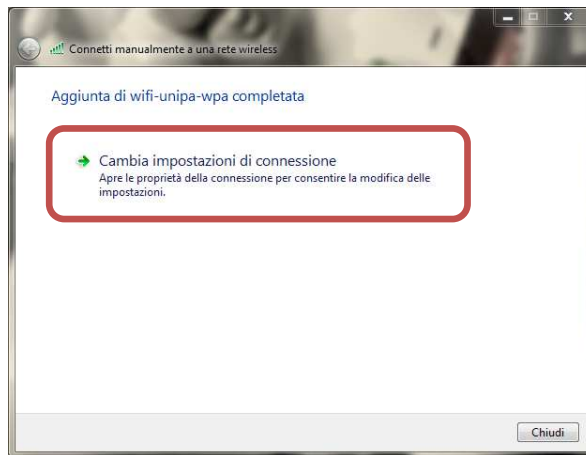 Connetti manualmente a una rete wireless
Aggiunta di wifi-unipa-wpa completata
Cambia impostazioni di connessione
Apre le proprietà della connessione per consentire la modifica delle
impostazioni.
Chiudi